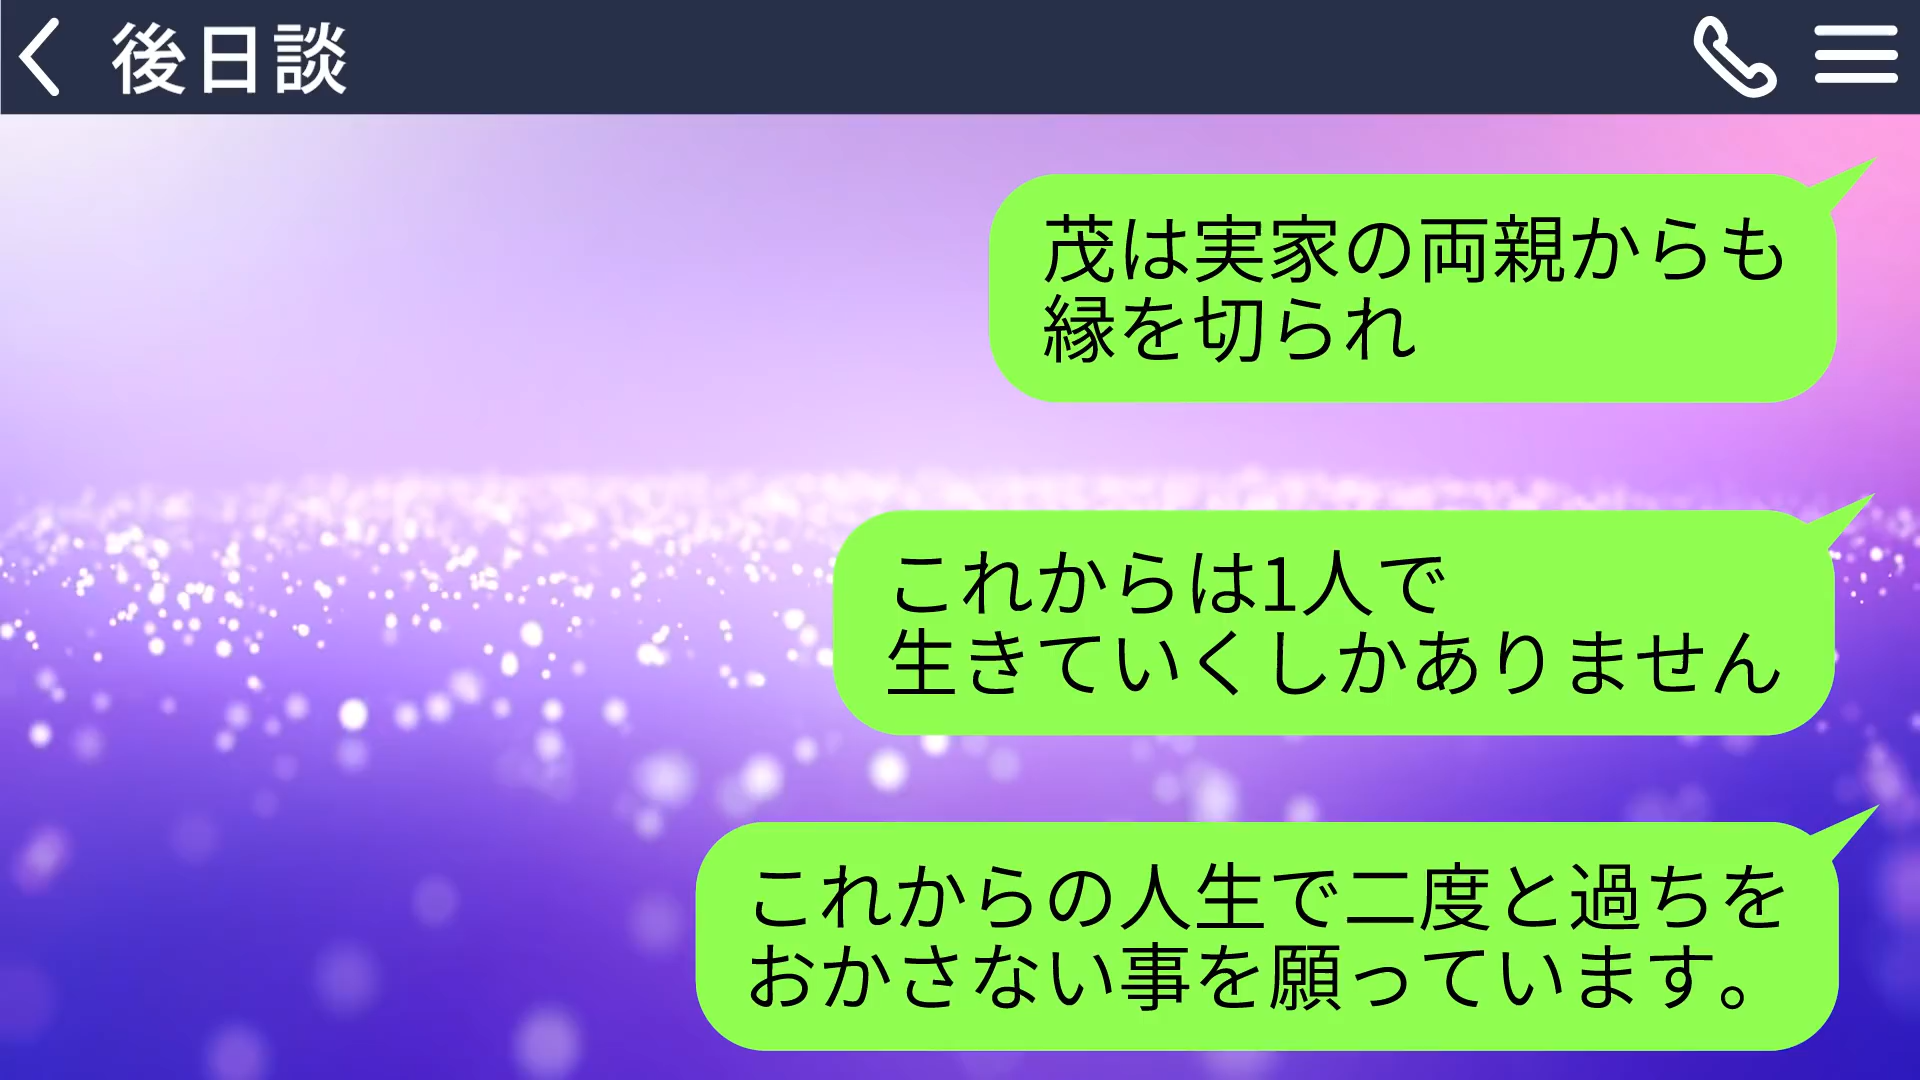 後日談
茂は実家の両親からも
縁を切られ
これからは1人で
生きていくしかありません
これからの人生で二度と過ちを
おかさない事を願っています。